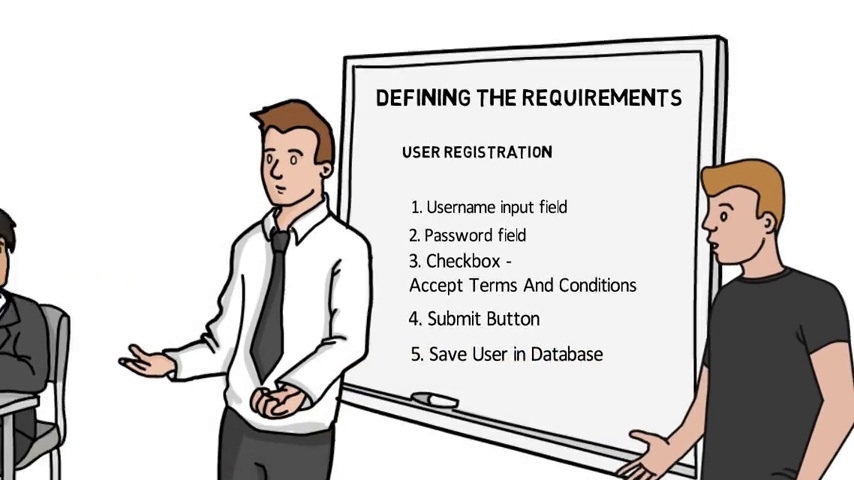 DEFINING THE REQUIREMENTS
USER REGISTRATION
1. Username input field
2. Password field
3. Checkbox -
Accept Terms And Conditions
4. Submit Button
5. Save User in Database